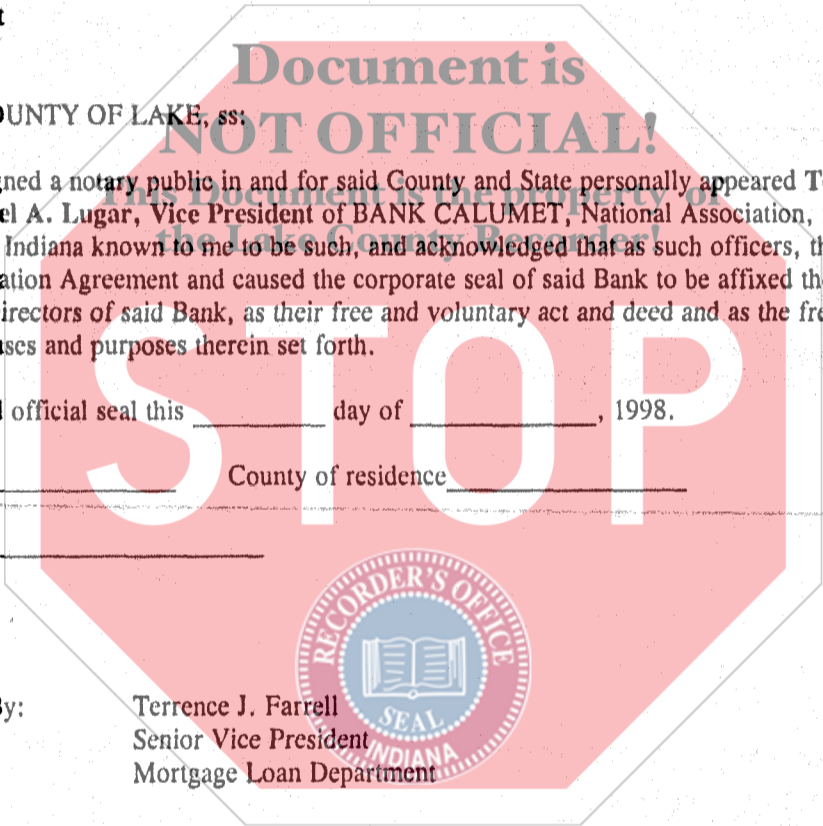 t
Document is
OUNTY OF LAKE, ss:
NOT OFFICIAL!
ned a notary public in and for said County and State personally appeared T
This Document is the property of
el A. Lugar, Vice President of BANK CALUMET, National Association,
the Lake County Recorder!
Indiana known to me to be such, and acknowledged that as such officers, th
ation Agreement and caused the corporate seal of said Bank to be affixed the
irectors of said Bank, as their free and voluntary act and deed and as the fre
uses and purposes therein set forth.
STOP
official seal this ________ day of ____________, 1998.
County of residence_______________
RECORDER'S OFFICE
SEAL
INDIANA
By: Terrence J. Farrell
Senior Vice President
Mortgage Loan Department